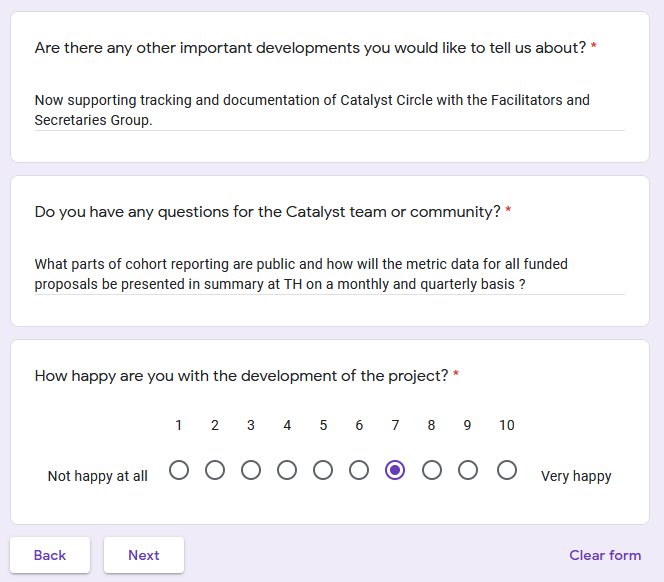 Are there any other important developments you would like to tell us about? *
Now supporting tracking and documentation of Catalyst Circle with the Facilitators and
Secretaries Group.
Do you have any questions for the Catalyst team or community? *
What parts of cohort reporting are public and how will the metric data for all funded
proposals be presented in summary at TH on a monthly and quarterly basis ?
How happy are you with the development of the project? *
1 2 3 4 5 6 7 8 9 10
Not happy at all Very happy
Back Next Clear form